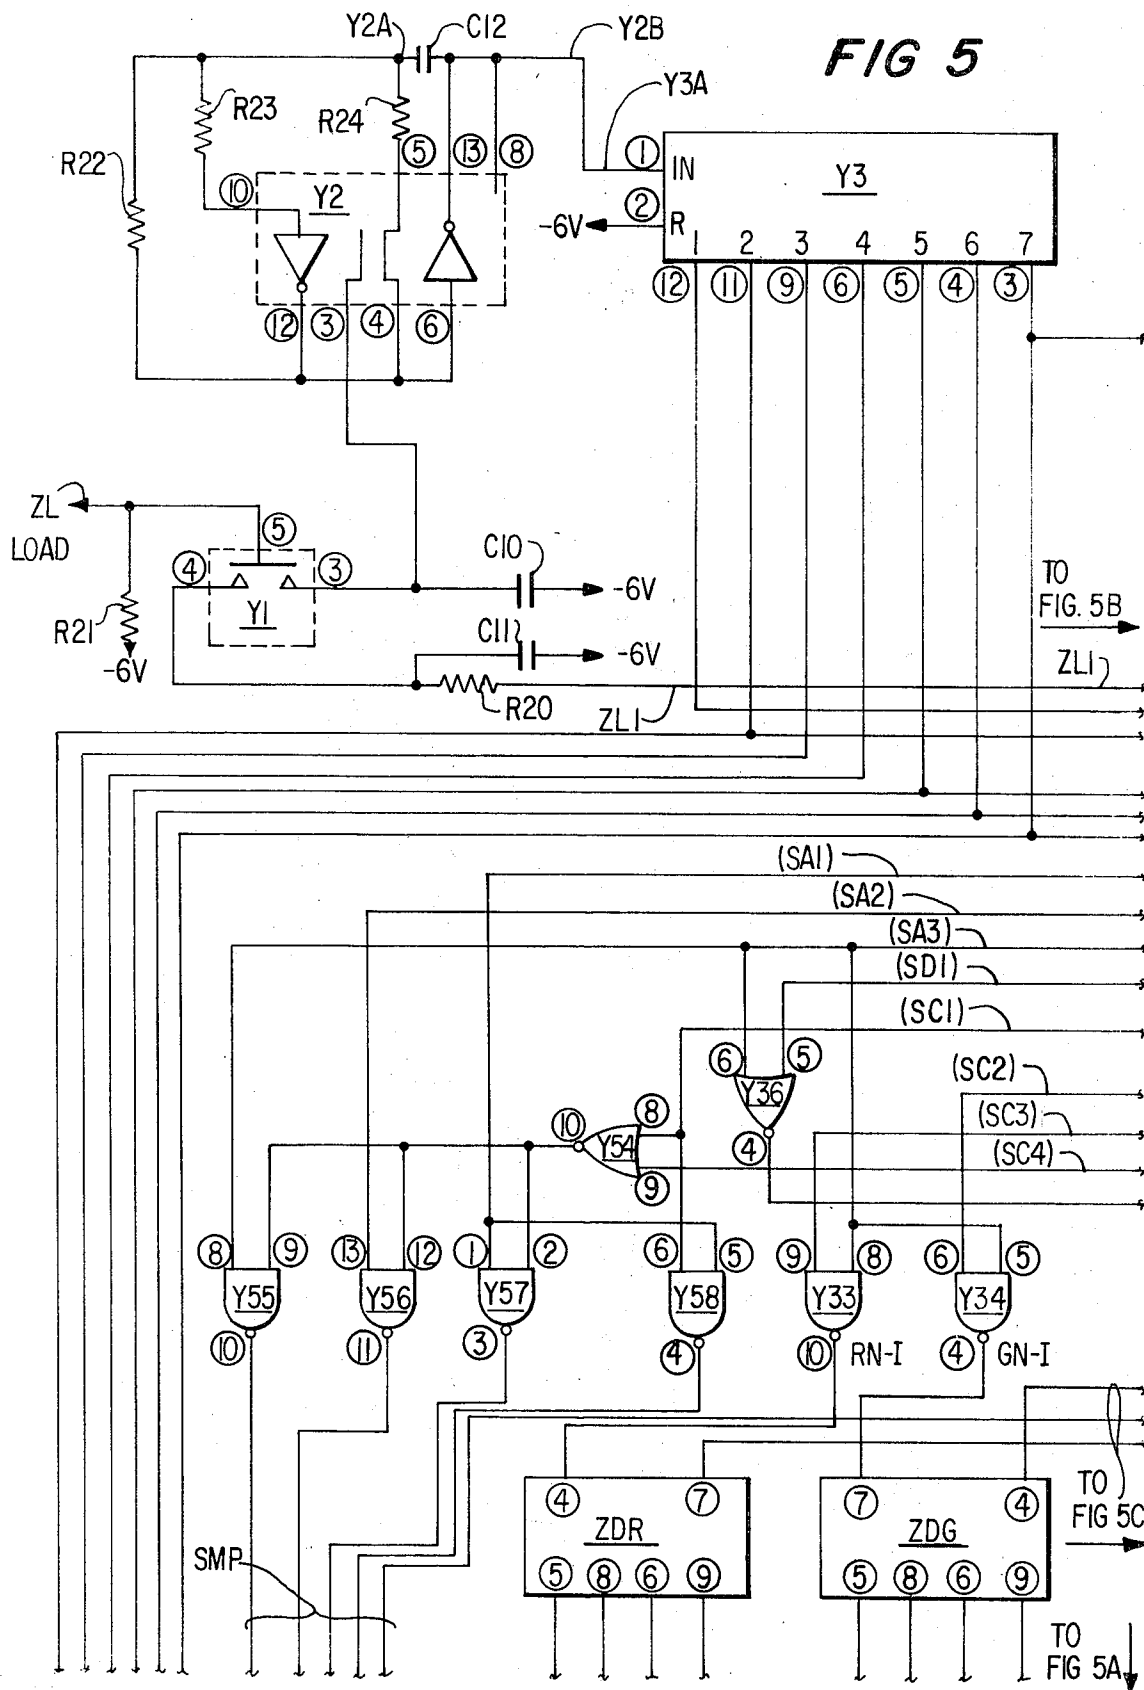 Y2A C12 Y2B FIG 5
Y3A
R23 R24 5 13 8 1
R22 10 Y2 IN Y3
2
-6V R
1 2 3 4 5 6 7
12 3 4 6 12 11 9 6 5 4 3
ZL
LOAD
5
C10
4 3 -6V
TO
FIG. 5B
R21 Y1 C11
-6V -6V
ZL1
R20 ZL1
(SA1)
(SA2)
(SA3)
(SD1)
(SC1)
6 5
(SC2)
Y36
8 (SC3)
10 Y54 4 (SC4)
9
8 9 13 12 1 2 6 5 9 8 6 5
Y55 Y56 Y57 Y58 Y33 Y34
10 11 3 4 10 RN-I 4 GN-I
4 7 7 4 TO
FIG 5C
ZDR ZDG
SMP 5 8 6 9 5 8 6 9
TO
FIG 5A